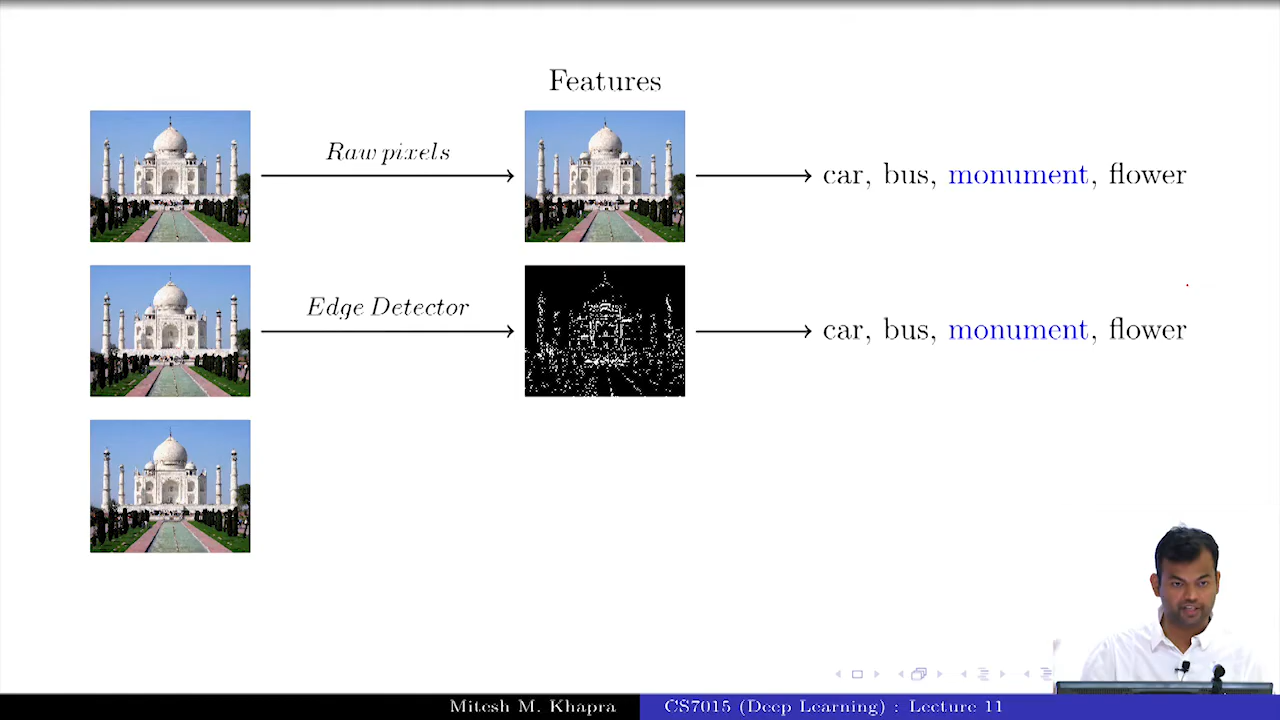 Features
Raw pixels
car, bus, monument, flower
Edge Detector
car, bus, monument, flower
Mitesh M. Khapra
CS7015 (Deep Learning) : Lecture 11